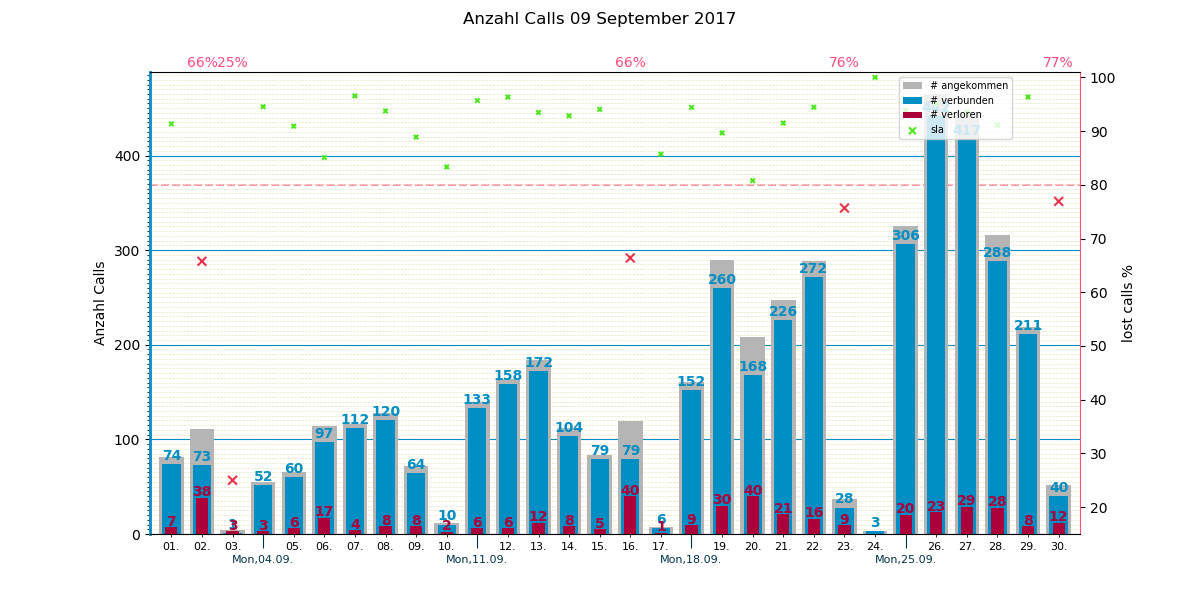 Anzahl Calls 09 September 2017
66% 25% 66% 76% 77%
# angekommen
# verbunden
# verloren
sla
Anzahl Calls
400
300
200
100
0
100
90
80
70
60
50
40
30
20
lost calls %
74 73 52 60 97 112 120 64 10 133 158 172 104 79 79 6 152 260 168 226 272 28 3 306 417 288 211 40
7 38 3 3 6 17 4 8 8 2 6 6 12 8 5 40 1 9 30 40 21 16 9 20 23 29 28 8 12
01. 02. 03. 05. 06. 07. 08. 09. 10. 12. 13. 14. 15. 16. 17. 19. 20. 21. 22. 23. 24. 26. 27. 28. 29. 30.
Mon,04.09. Mon,11.09. Mon,18.09. Mon,25.09.